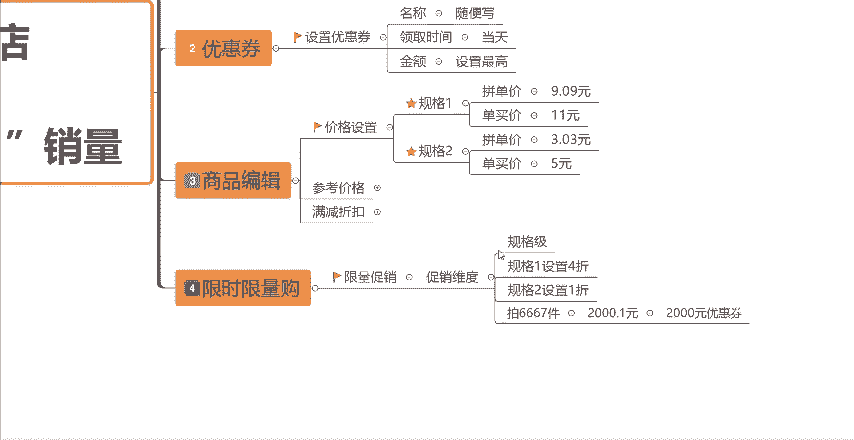 店
” 销量
2 优惠券
设置优惠券
名称 随便写
领取时间 当天
金额 设置最高
3 商品编辑
价格设置
规格1
拼单价 9.09元
单买价 11元
规格2
拼单价 3.03元
单买价 5元
参考价格
满减折扣
4 限时限量购
限量促销 促销维度
规格级
规格1设置4折
规格2设置1折
拍6667件 2000.1元 2000元优惠券